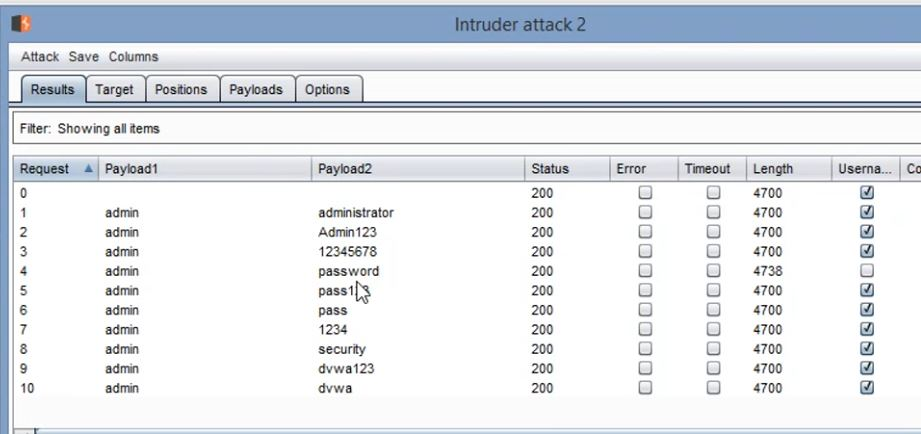 Intruder attack 2
Attack Save Columns
Results Target Positions Payloads Options
Filter: Showing all items
Request Payload1 Payload2 Status Error Timeout Length Userna... Co
0 200 4700
1 admin administrator 200 4700
2 admin Admin123 200 4700
3 admin 12345678 200 4700
4 admin password 200 4738
5 admin 200 4700
6 admin pass 200 4700
7 admin 1234 200 4700
8 admin security 200 4700
9 admin dvwa123 200 4700
10 admin dvwa 200 4700